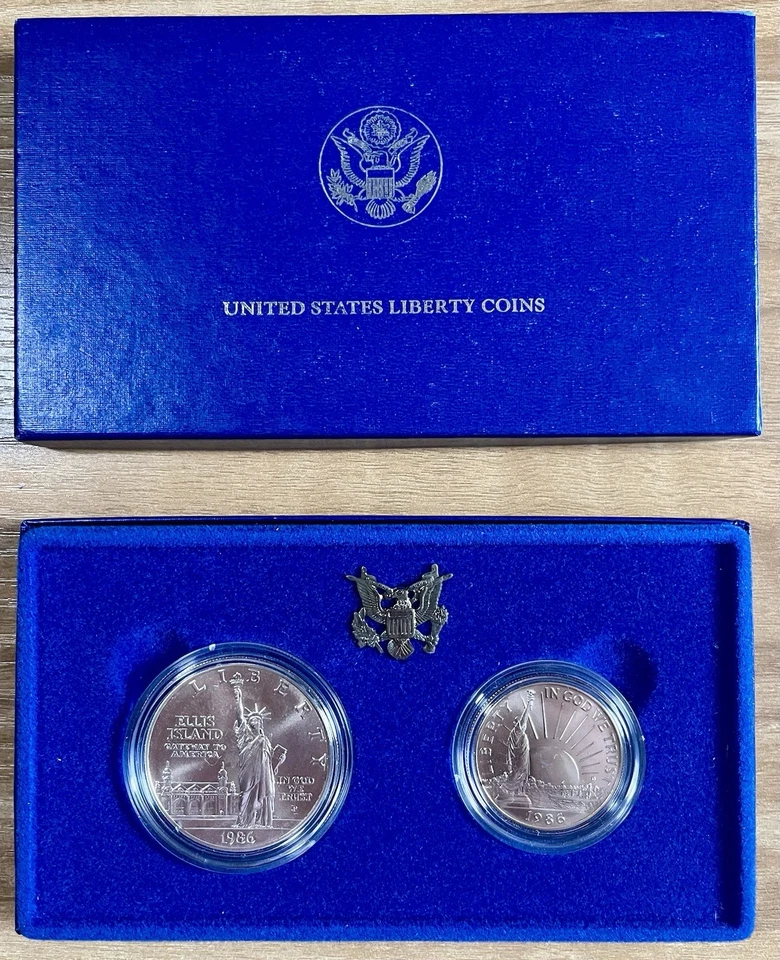 UNITED STATES LIBERTY COINS
LIBERTY
ELLIS
ISLAND
GATEWAY TO
AMERICA
IN GOD
WE
TRUST
1986
LIBERTY
IN GOD WE TRUST
1986